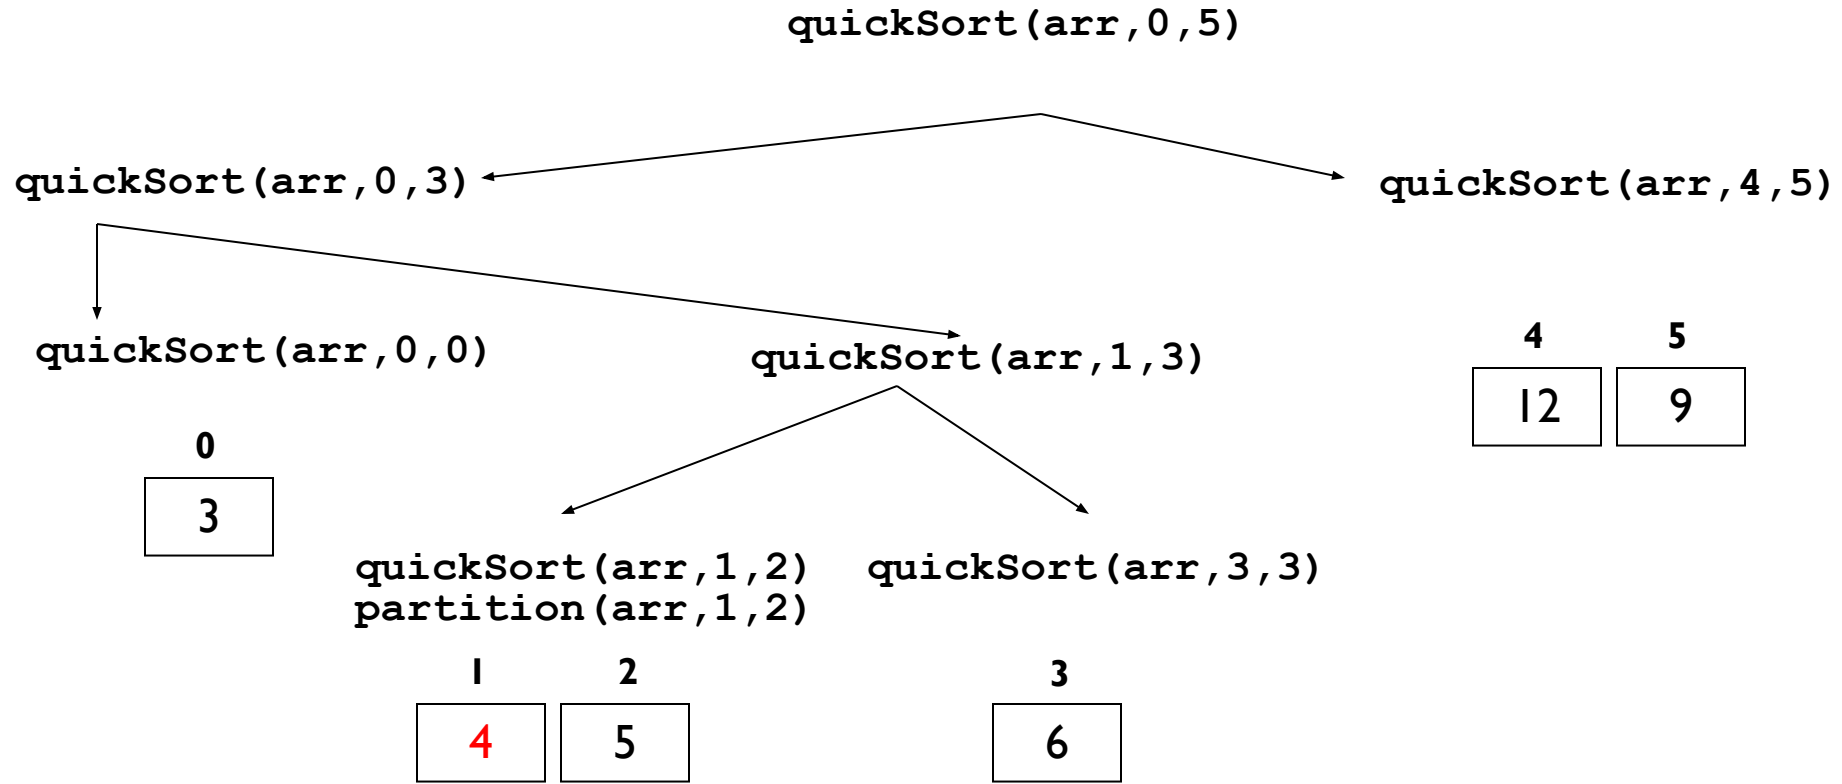 quickSort(arr,0,5)
quickSort(arr,0,3)
quickSort(arr,4,5)
quickSort(arr,0,0)
quickSort(arr,1,3)
4 5
12 9
0
3
quickSort(arr,1,2)
partition(arr,1,2)
quickSort(arr,3,3)
1 2
4 5
3
6